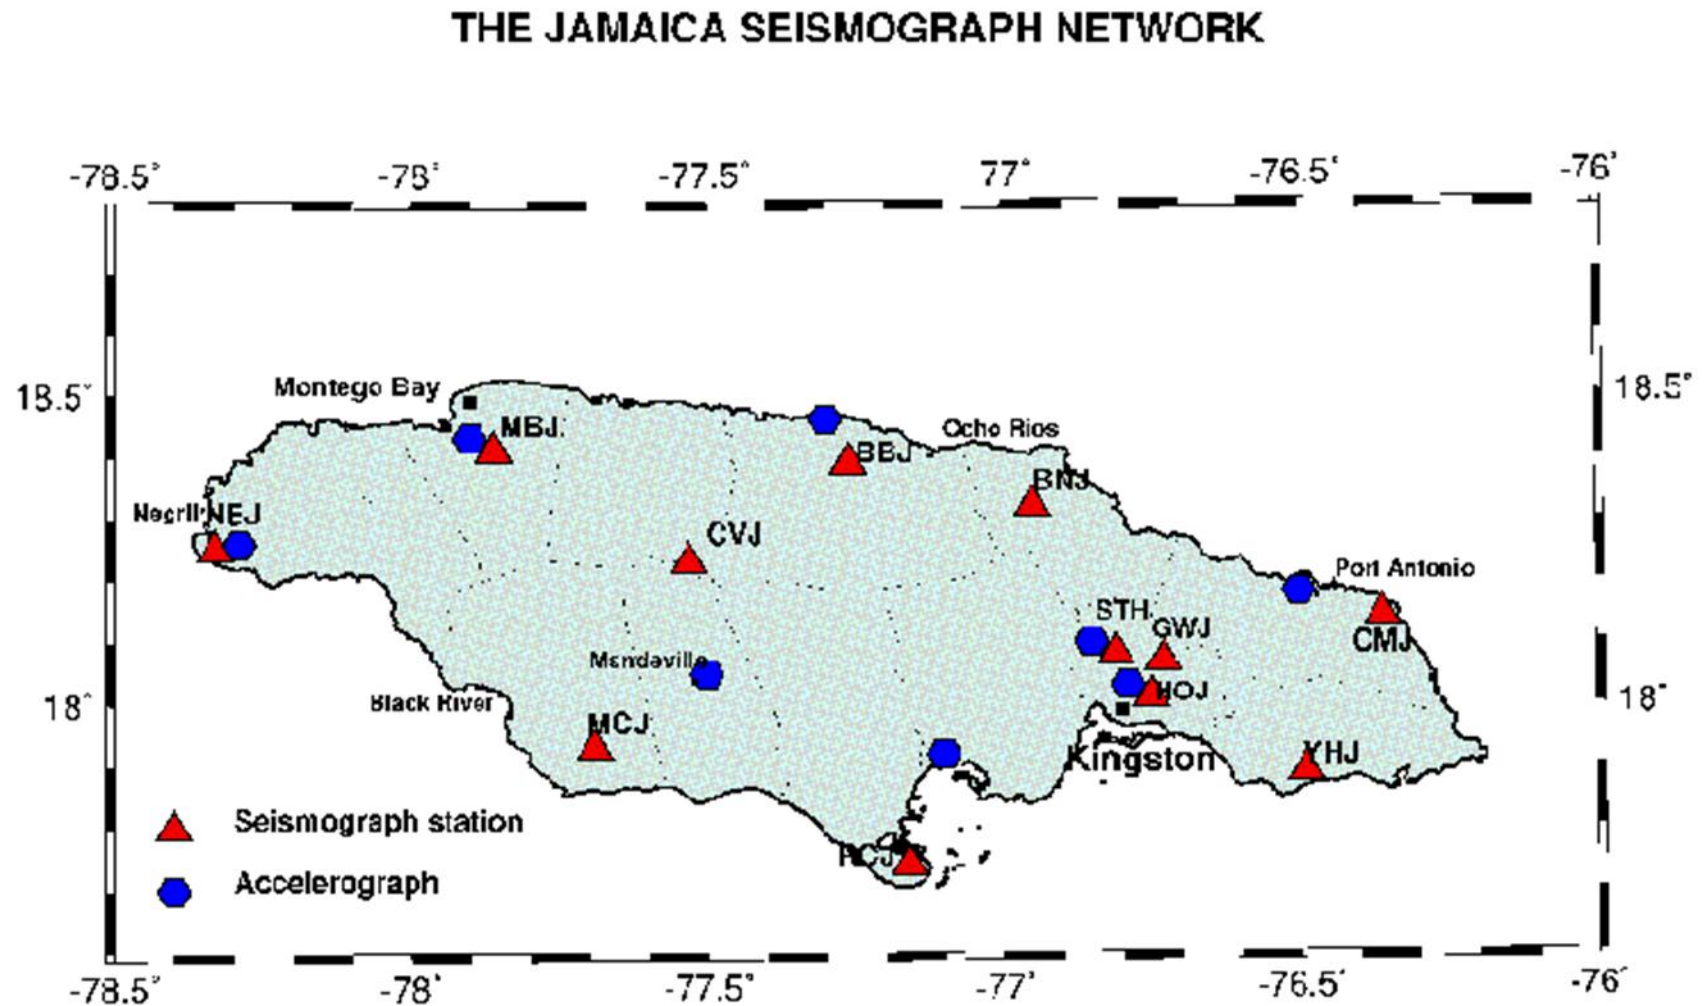 THE JAMAICA SEISMOGRAPH NETWORK
-78.5° -78° -77.5° 77° -76.5° -76°
18.5° 18.5°
Montego Bay
MBJ
Ocho Rios
BBJ
BNJ
Negril NEJ
CVJ
Port Antonio
STH
GWJ
CMJ
Mandeville
HOJ
Black River
18° 18°
MCJ
YHJ
Kingston
Seismograph station
Accelerograph
-78.5° -78° -77.5° -77° -76.5° -76°